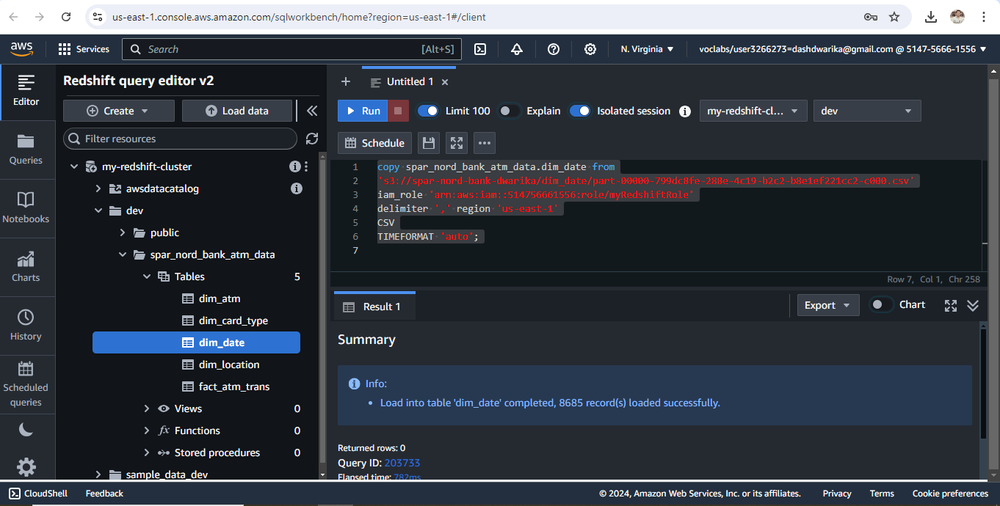 us-east-1.console.aws.amazon.com/sqlworkbench/home?region=us-east-1#/client
aws
Services
Search [Alt+S]
N. Virginia
voclabs/user3266273=dashdwarika@gmail.com @ 5147-5666-1556
Editor
Queries
Notebooks
Charts
History
Scheduled
queries
Redshift query editor v2
Create
Load data
Filter resources
my-redshift-cluster
awsdatacatalog
dev
public
spar_nord_bank_atm_data
Tables 5
dim_atm
dim_card_type
dim_date
dim_location
fact_atm_trans
Views 0
fx Functions 0
Stored procedures 0
sample_data_dev
Untitled 1
Run
Limit 100
Explain
Isolated session
my-redshift-cl...
dev
Schedule
1 copy spar_nord_bank_atm_data.dim_date from
2 's3://spar-nord-bank-dwarika/dim_date/part-00000-799dc8fe-288e-4c19-b2c2-b8e1ef221cc2-c000.csv'
3 iam_role 'arn:aws:iam::514756661556:role/myRedshiftRole'
4 delimiter ',' region 'us-east-1'
5 CSV
6 TIMEFORMAT 'auto';
7
Row 7, Col 1, Chr 258
Result 1
Export
Chart
Summary
Info:
Load into table 'dim_date' completed, 8685 record(s) loaded successfully.
Returned rows: 0
Query ID: 203733
Elapsed time: 782ms
CloudShell
Feedback
© 2024, Amazon Web Services, Inc. or its affiliates.
Privacy
Terms
Cookie preferences